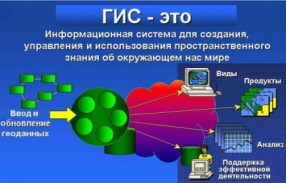 ГИС - это
Информационная система для создания,
управления и использования пространственного
знания об окружающем нас мире
Виды
Продукты
Ввод и
обновление
геоданных
Анализ
Поддержка
эффективной
деятельности